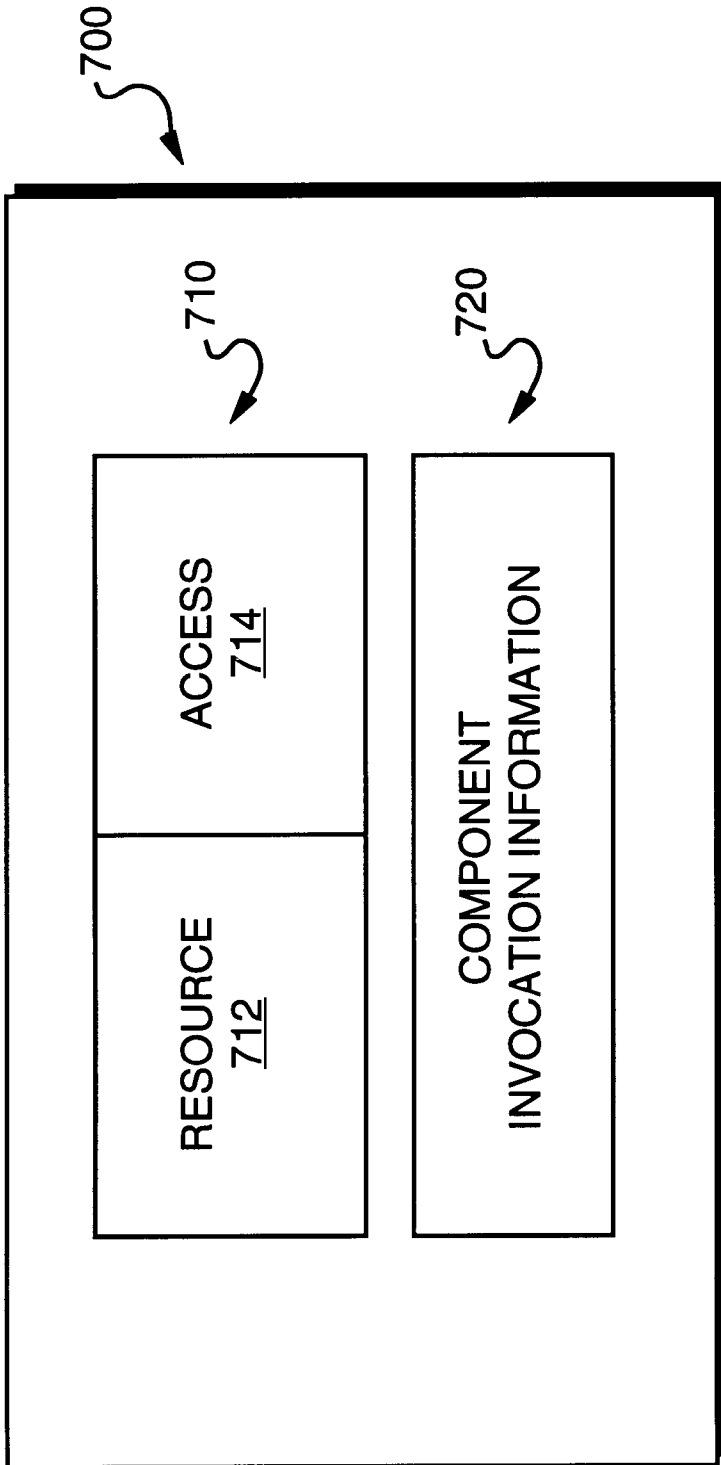 700
710
RESOURCE
712
ACCESS
714
720
COMPONENT
INVOCATION INFORMATION